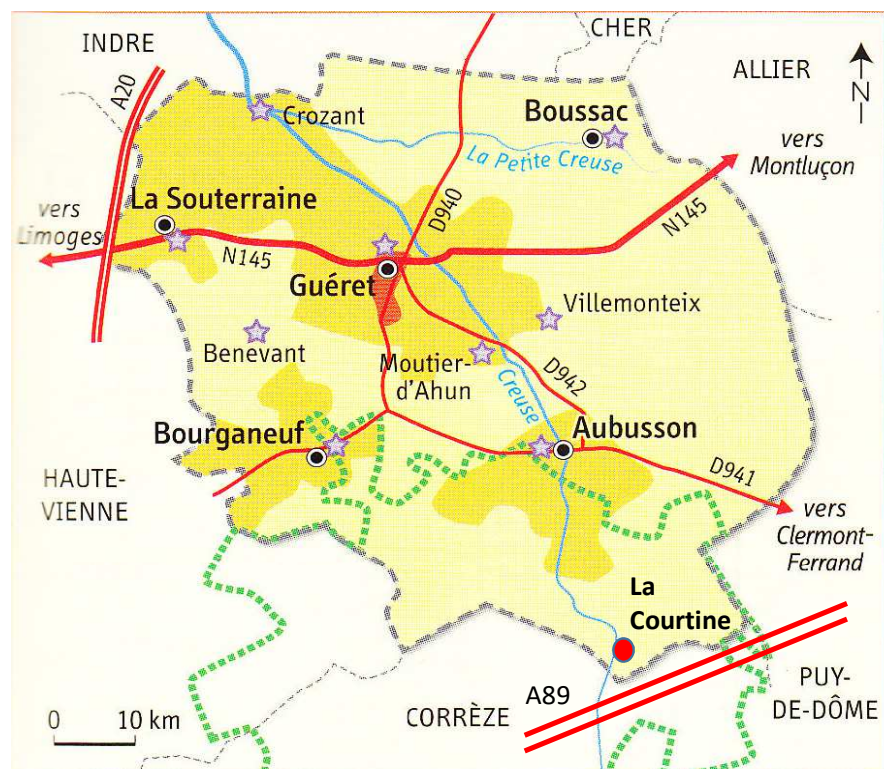 INDRE
CHER
ALLIER
A20
N
Crozant
Boussac
La Petite Creuse
vers
Montluçon
La Souterraine
vers
Limoges
D940
N145
N145
Guéret
Villemonteix
Benevant
Moutier-
d'Ahun
Creuse
D942
Bourganeuf
Aubusson
D941
HAUTE-
VIENNE
vers
Clermont-
Ferrand
La
Courtine
A89
PUY-
DE-DÔME
CORRÈZE
0 10 km